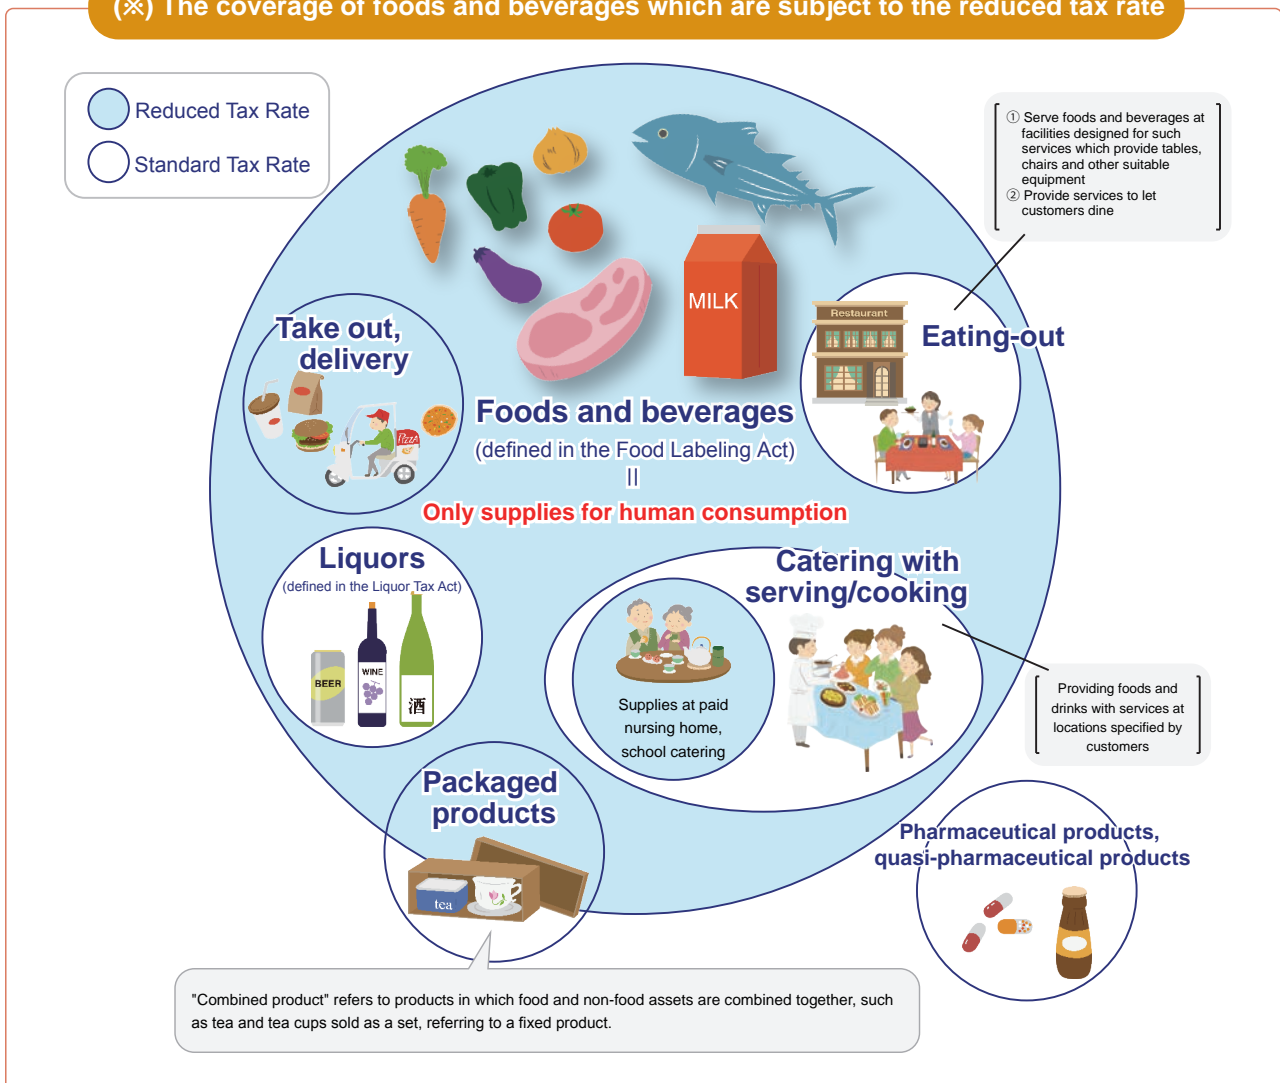 (※) The coverage of foods and beverages which are subject to the reduced tax rate
Reduced Tax Rate
Standard Tax Rate
① Serve foods and beverages at
facilities designed for such
services which provide tables,
chairs and other suitable
equipment
② Provide services to let
customers dine
MILK
Restaurant
Eating-out
Take out,
delivery
PIZZA
Foods and beverages
(defined in the Food Labeling Act)
||
Only supplies for human consumption
Liquors
(defined in the Liquor Tax Act)
BEER
WINE
酒
Catering with
serving/cooking
Supplies at paid
nursing home,
school catering
Providing foods and
drinks with services at
locations specified by
customers
Packaged
products
tea
Pharmaceutical products,
quasi-pharmaceutical products
"Combined product" refers to products in which food and non-food assets are combined together, such
as tea and tea cups sold as a set, referring to a fixed product.